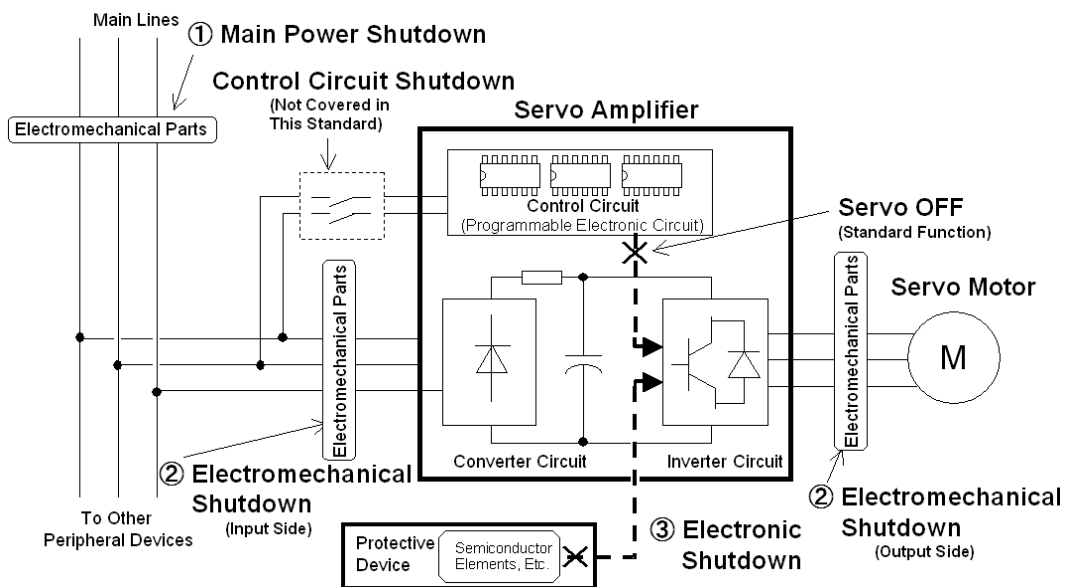 Main Lines
① Main Power Shutdown
Electromechanical Parts
Control Circuit Shutdown
(Not Covered in
This Standard)
Servo Amplifier
Control Circuit
(Programmable Electronic Circuit)
Servo OFF
(Standard Function)
Electromechanical Parts
Electromechanical Parts
Servo Motor
M
Converter Circuit
Inverter Circuit
② Electromechanical
Shutdown
(Input Side)
② Electromechanical
Shutdown
(Output Side)
To Other
Peripheral Devices
③ Electronic
Shutdown
Protective
Device
Semiconductor
Elements, Etc.